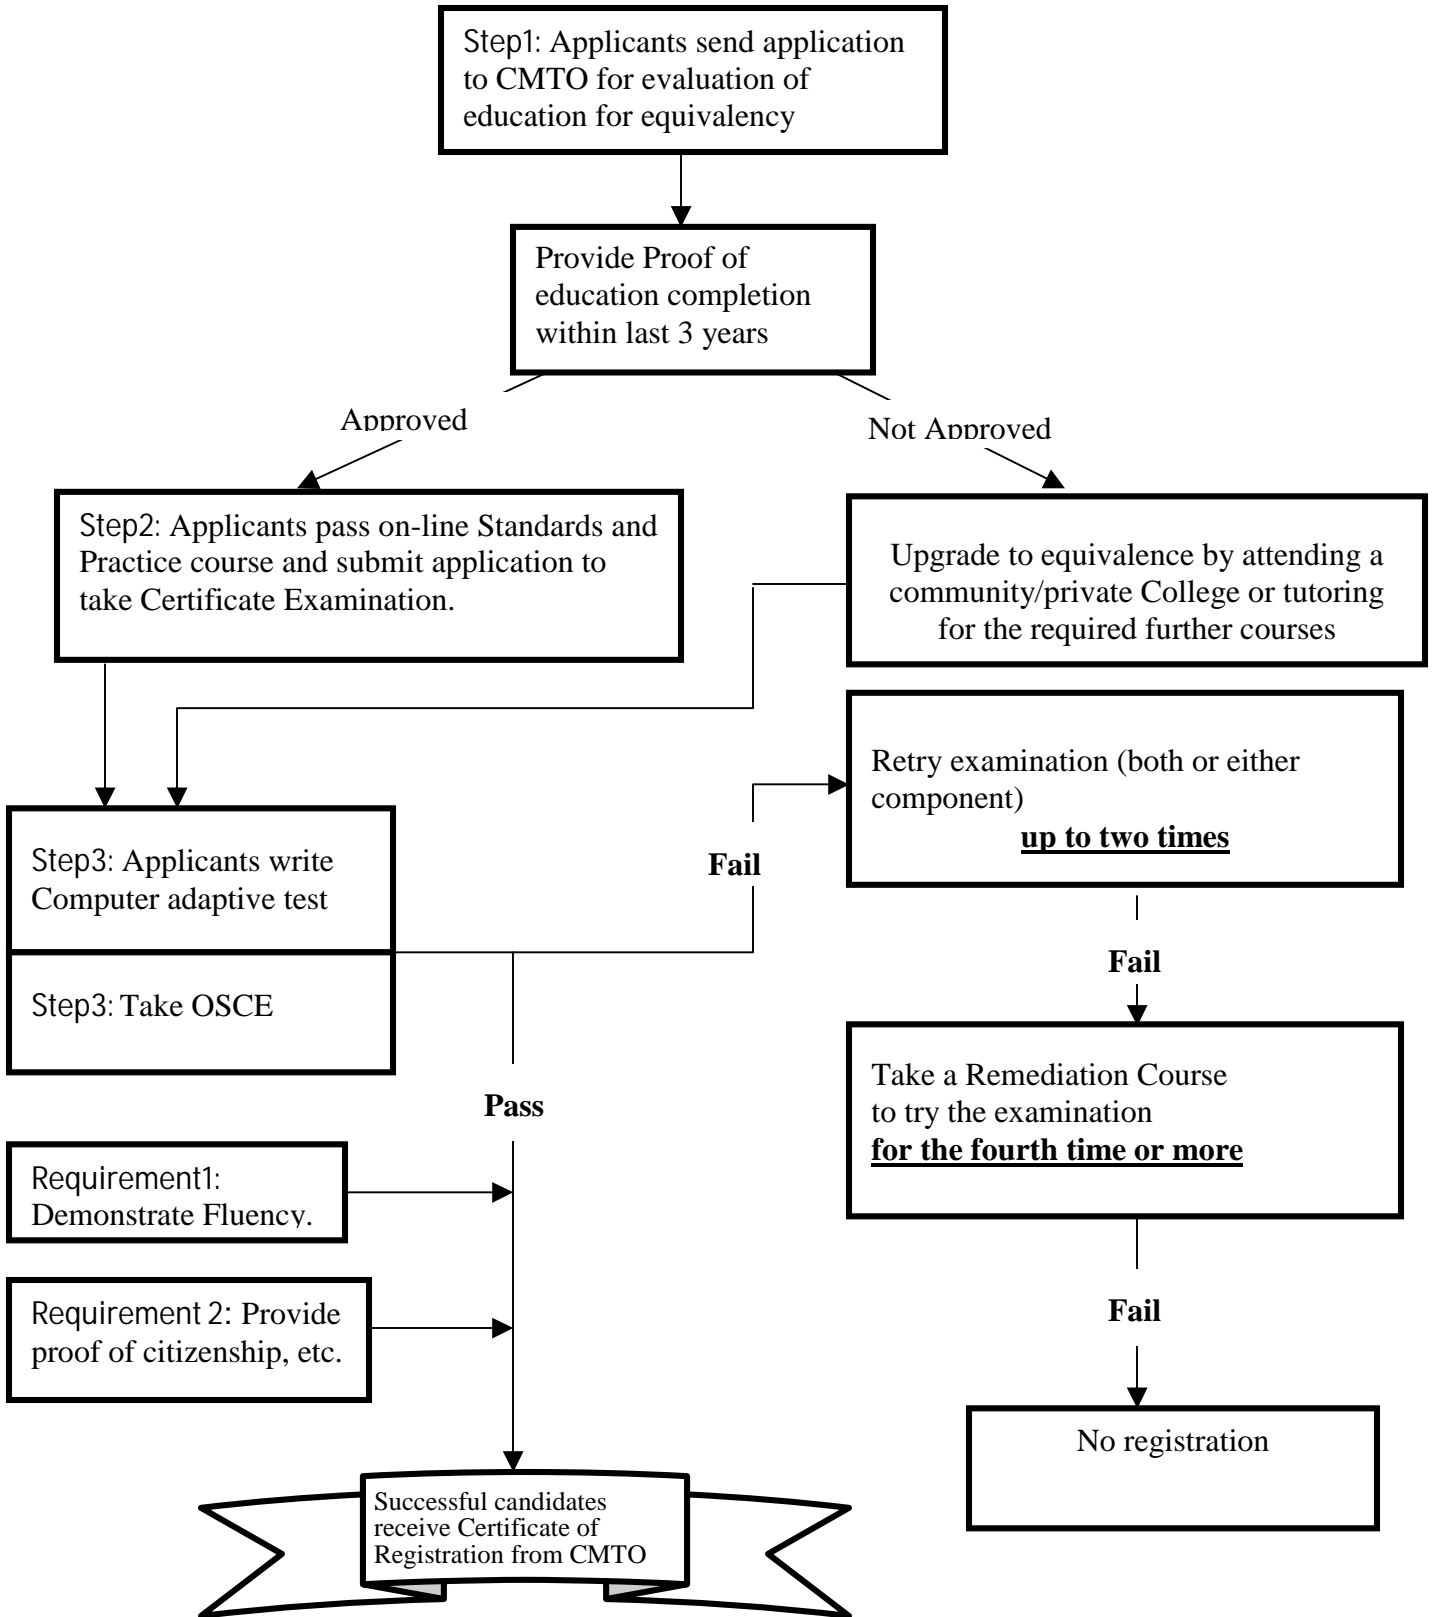 Step1: Applicants send application
to CMTO for evaluation of
education for equivalency
Provide Proof of
education completion
within last 3 years
Approved
Not Approved
Step2: Applicants pass on-line Standards and
Practice course and submit application to
take Certificate Examination.
Upgrade to equivalence by attending a
community/private College or tutoring
for the required further courses
Retry examination (both or either
component)
up to two times
Step3: Applicants write
Computer adaptive test
Fail
Step3: Take OSCE
Fail
Take a Remediation Course
to try the examination
for the fourth time or more
Pass
Requirement1:
Demonstrate Fluency.
Requirement 2: Provide
proof of citizenship, etc.
Fail
No registration
Successful candidates
receive Certificate of
Registration from CMTO